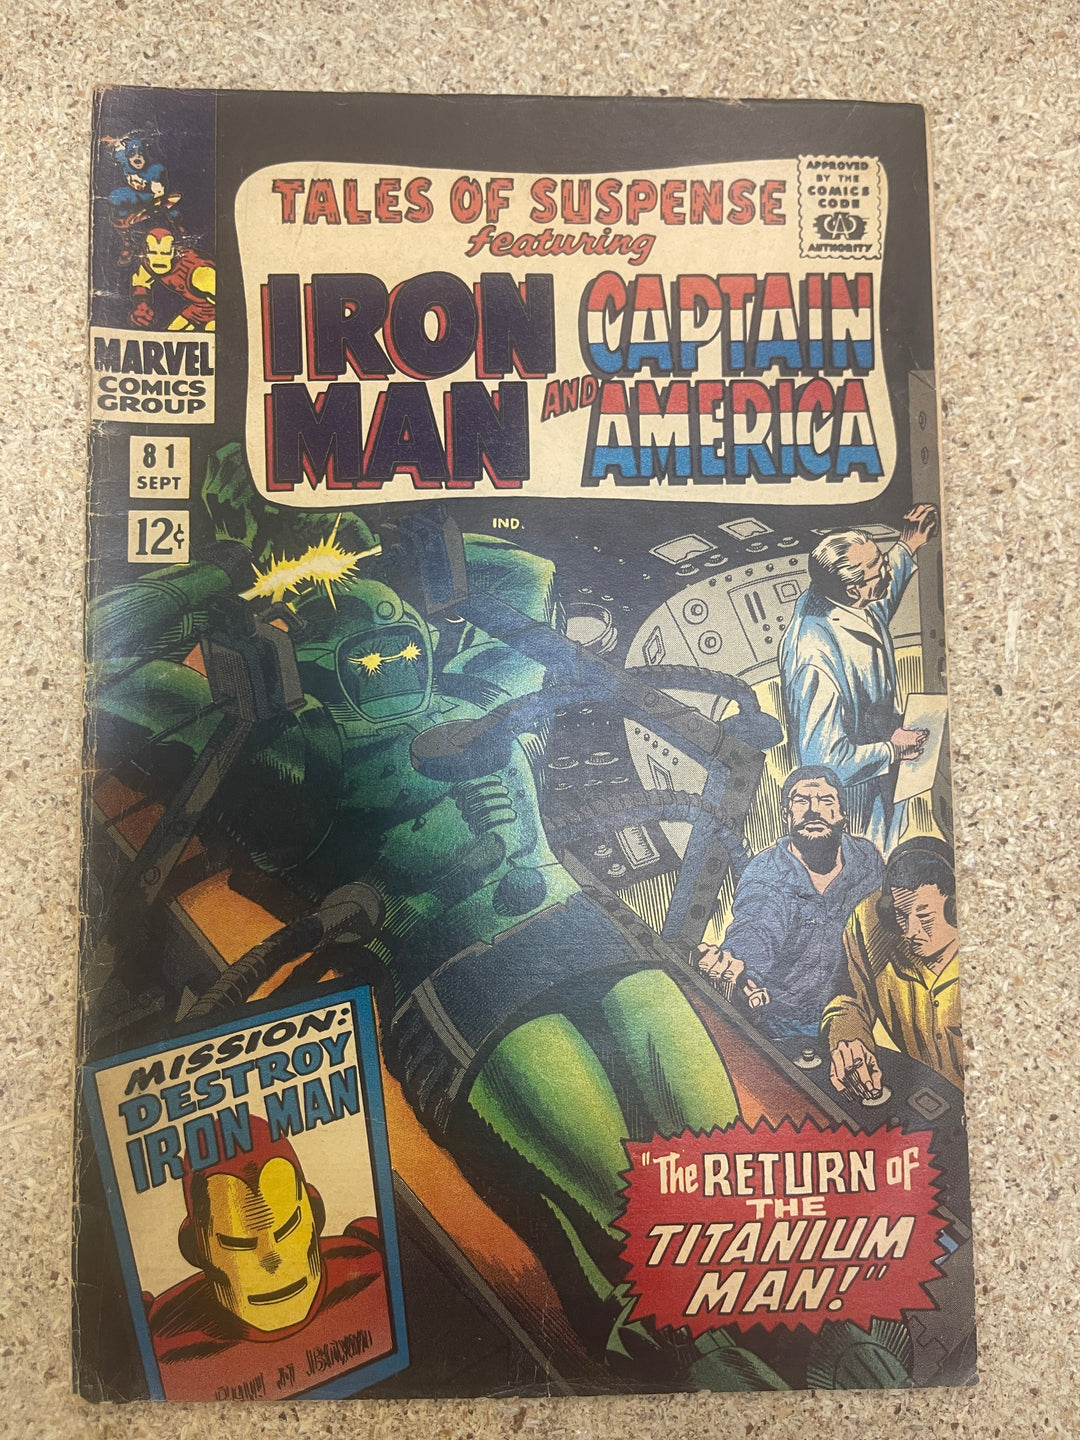 APPROVED
BY THE
COMICS
CODE
CA
AUTHORITY
TALES OF SUSPENSE
featuring
IRON
MAN
AND
CAPTAIN
AMERICA
MARVEL
COMICS
GROUP
81
SEPT
12¢
IND.
MISSION:
DESTROY
IRON MAN
"The RETURN of
THE
TITANIUM
MAN!"